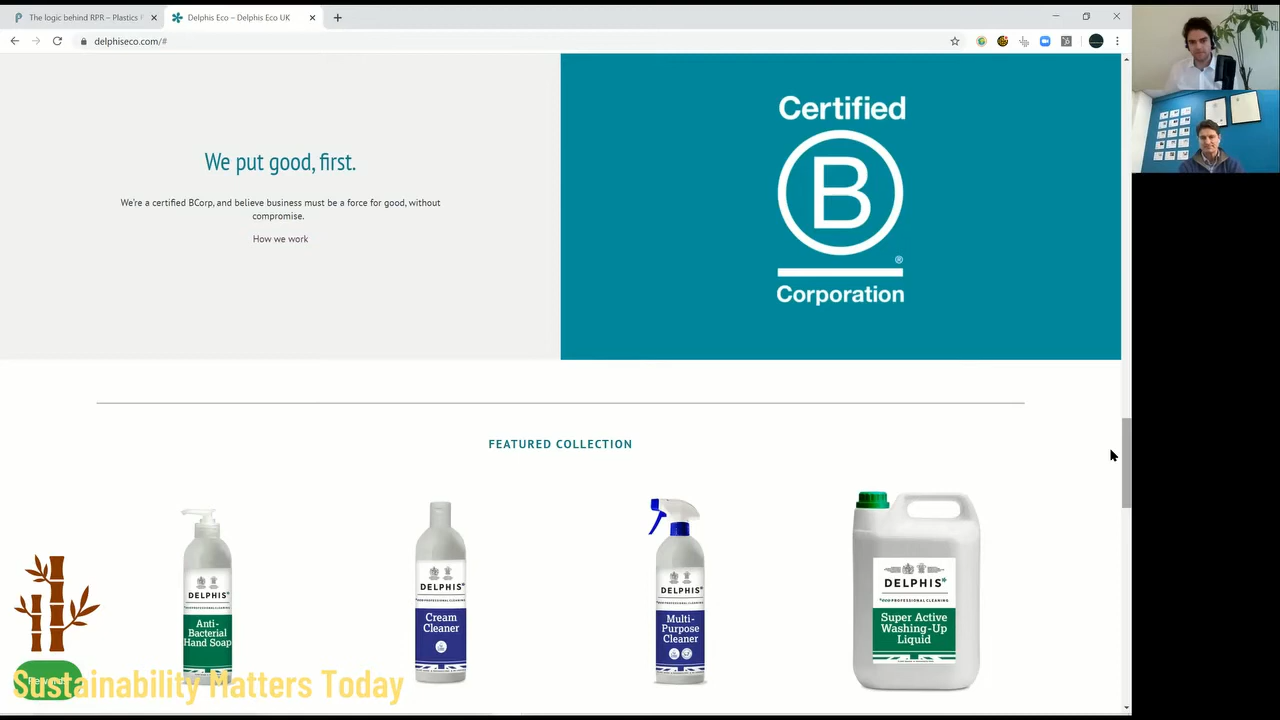 The logic behind RPR – Plastics
Delphis Eco – Delphis Eco UK
delphiseco.com/#
We put good, first.
We're a certified BCorp, and believe business must be a force for good, without
compromise.
How we work
Certified
B
®
Corporation
FEATURED COLLECTION
DELPHIS
Anti-
Bacterial
Hand Soap
DELPHIS
Cream
Cleaner
DELPHIS
Multi-
Purpose
Cleaner
DELPHIS
PROFESSIONAL CLEANING
Super Active
Washing-Up
Liquid
Sustainability Matters Today